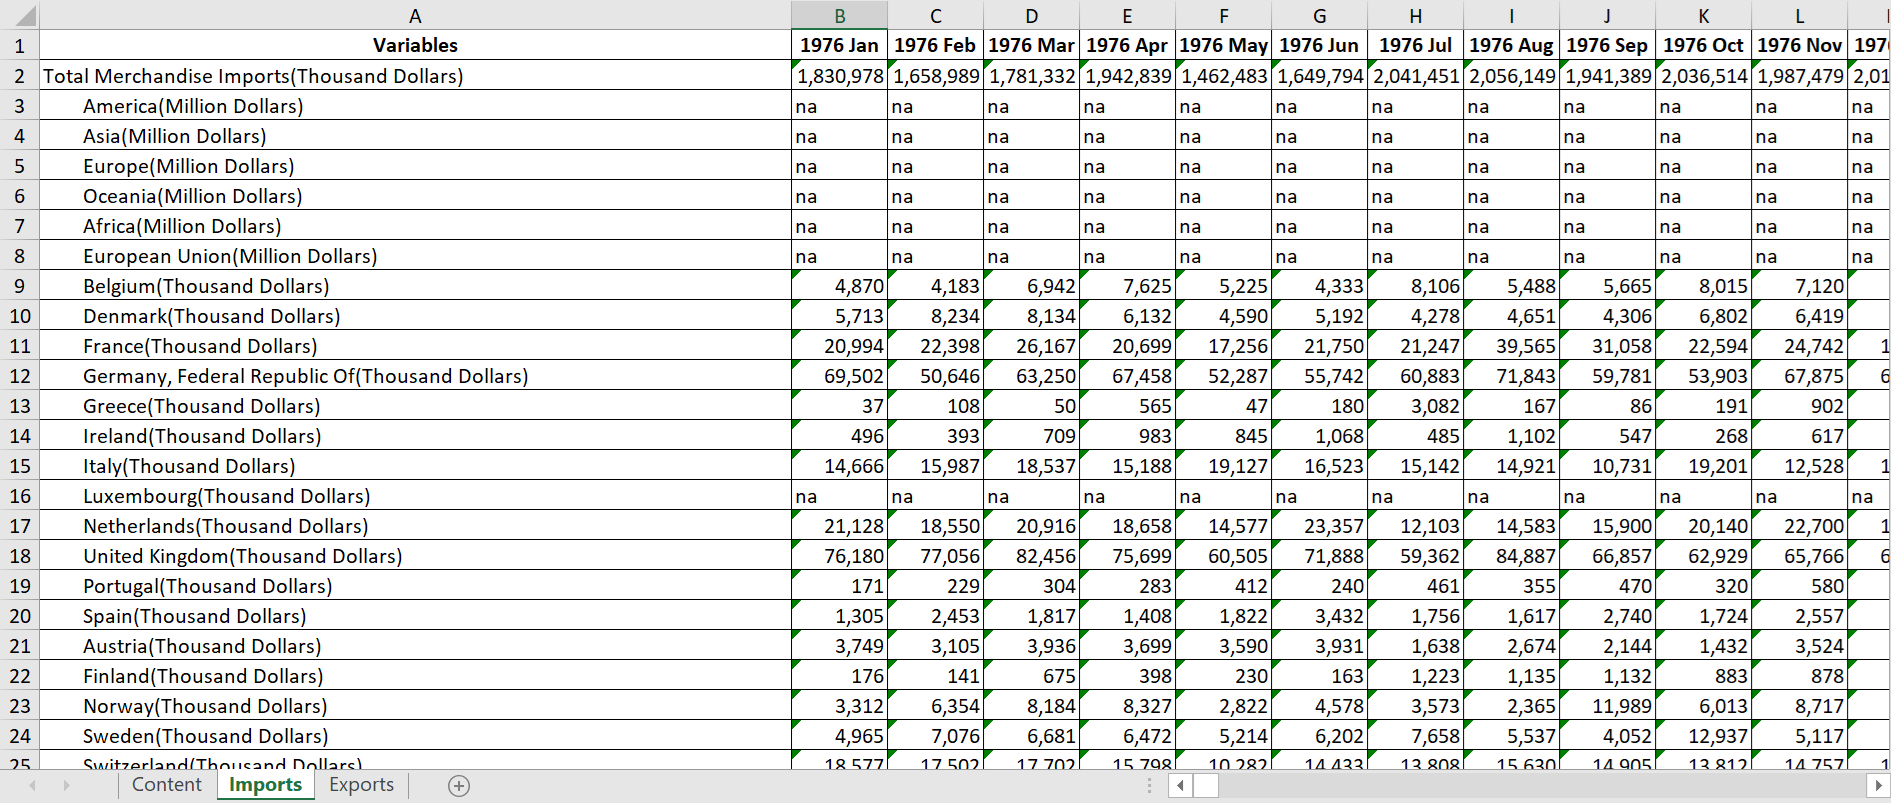 A B C D E F G H I J K L
1 Variables 1976 Jan 1976 Feb 1976 Mar 1976 Apr 1976 May 1976 Jun 1976 Jul 1976 Aug 1976 Sep 1976 Oct 1976 Nov 197
2 Total Merchandise Imports(Thousand Dollars) 1,830,978 1,658,989 1,781,332 1,942,839 1,462,483 1,649,794 2,041,451 2,056,149 1,941,389 2,036,514 1,987,479 2,01
3 America(Million Dollars) na na na na na na na na na na na na
4 Asia(Million Dollars) na na na na na na na na na na na na
5 Europe(Million Dollars) na na na na na na na na na na na na
6 Oceania(Million Dollars) na na na na na na na na na na na na
7 Africa(Million Dollars) na na na na na na na na na na na na
8 European Union(Million Dollars) na na na na na na na na na na na na
9 Belgium(Thousand Dollars) 4,870 4,183 6,942 7,625 5,225 4,333 8,106 5,488 5,665 8,015 7,120
10 Denmark(Thousand Dollars) 5,713 8,234 8,134 6,132 4,590 5,192 4,278 4,651 4,306 6,802 6,419
11 France(Thousand Dollars) 20,994 22,398 26,167 20,699 17,256 21,750 21,247 39,565 31,058 22,594 24,742 1
12 Germany, Federal Republic Of(Thousand Dollars) 69,502 50,646 63,250 67,458 52,287 55,742 60,883 71,843 59,781 53,903 67,875 6
13 Greece(Thousand Dollars) 37 108 50 565 47 180 3,082 167 86 191 902
14 Ireland(Thousand Dollars) 496 393 709 983 845 1,068 485 1,102 547 268 617
15 Italy(Thousand Dollars) 14,666 15,987 18,537 15,188 19,127 16,523 15,142 14,921 10,731 19,201 12,528 1
16 Luxembourg(Thousand Dollars) na na na na na na na na na na na na
17 Netherlands(Thousand Dollars) 21,128 18,550 20,916 18,658 14,577 23,357 12,103 14,583 15,900 20,140 22,700 1
18 United Kingdom(Thousand Dollars) 76,180 77,056 82,456 75,699 60,505 71,888 59,362 84,887 66,857 62,929 65,766 6
19 Portugal(Thousand Dollars) 171 229 304 283 412 240 461 355 470 320 580
20 Spain(Thousand Dollars) 1,305 2,453 1,817 1,408 1,822 3,432 1,756 1,617 2,740 1,724 2,557
21 Austria(Thousand Dollars) 3,749 3,105 3,936 3,699 3,590 3,931 1,638 2,674 2,144 1,432 3,524
22 Finland(Thousand Dollars) 176 141 675 398 230 163 1,223 1,135 1,132 883 878
23 Norway(Thousand Dollars) 3,312 6,354 8,184 8,327 2,822 4,578 3,573 2,365 11,989 6,013 8,717
24 Sweden(Thousand Dollars) 4,965 7,076 6,681 6,472 5,214 6,202 7,658 5,537 4,052 12,937 5,117
25 Switzerland(Thousand Dollars) 18,577 17,502 17,702 15,798 10,282 14,433 13,808 15,630 14,905 13,812 14,757 1
Content Imports Exports